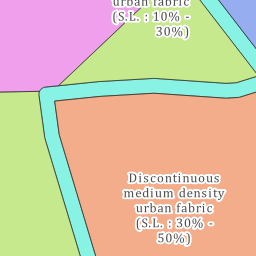 urban fabric
(S.L. : 10% -
30%)
Discontinuous
medium density
urban fabric
(S.L. : 30% -
50%)